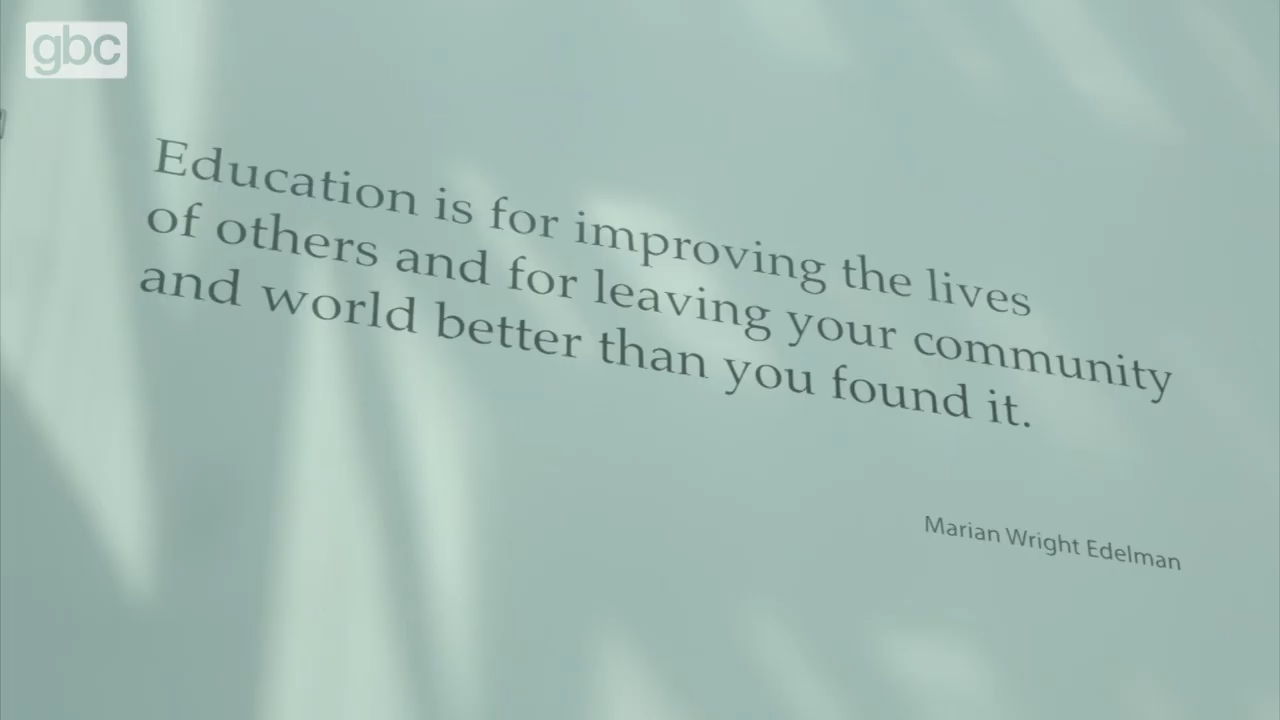 gbc
Education is for improving the lives
of others and for leaving your community
and world better than you found it.
Marian Wright Edelman